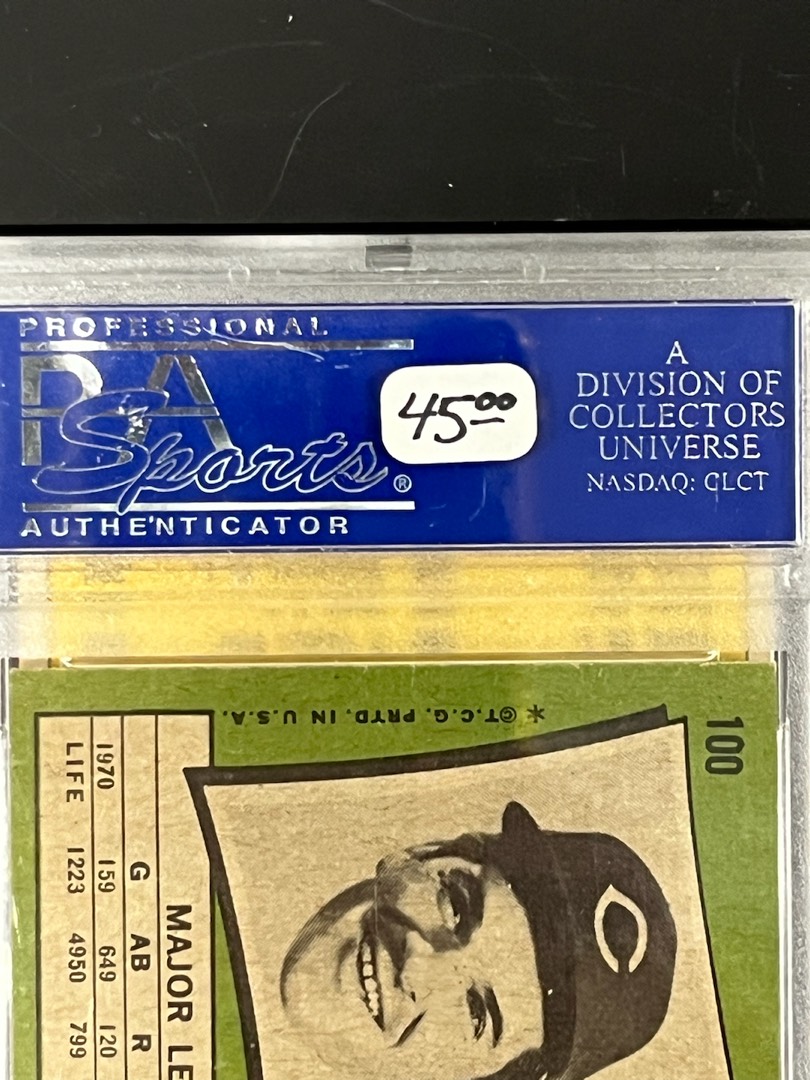 PROFESSIONAL
PSA
Sports®
AUTHENTICATOR
45.00
A
DIVISION OF
COLLECTORS
UNIVERSE
NASDAQ: CLCT
*©T.C.G. PRTD. IN U.S.A.
100
C
MAJOR LE
G AB R
1970 159 649 120
LIFE 1223 4950 799